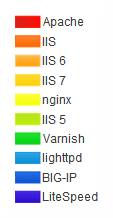 Apache
IIS
IIS 6
IIS 7
nginx
IIS 5
Varnish
lighttpd
BIG-IP
LiteSpeed